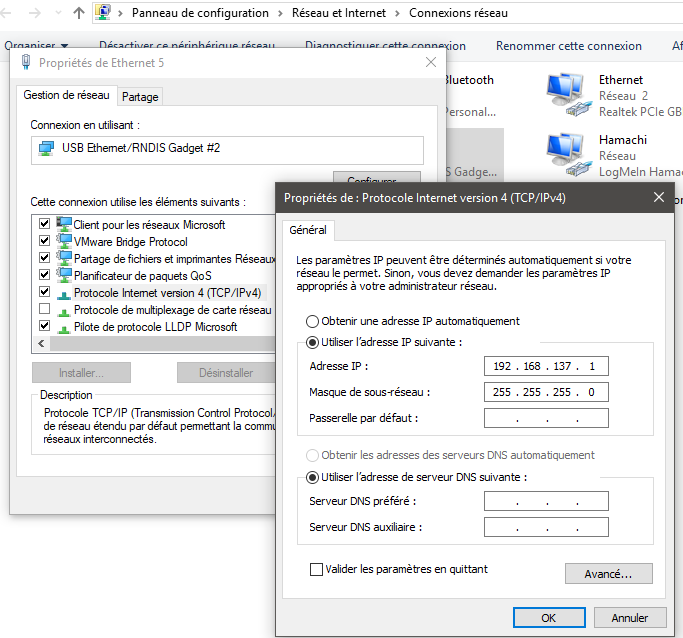 Panneau de configuration > Réseau et Internet > Connexions réseau
Organiser Désactiver ce périphérique réseau Diagnostiquer cette connexion Renommer cette connexion
Propriétés de Ethernet 5
Gestion de réseau Partage
Connexion en utilisant :
USB Ethernet/RNDIS Gadget #2
Configurer...
Cette connexion utilise les éléments suivants :
Client pour les réseaux Microsoft
VMware Bridge Protocol
Partage de fichiers et imprimantes Réseaux
Planificateur de paquets QoS
Protocole Internet version 4 (TCP/IPv4)
Protocole de multiplexage de carte réseau
Pilote de protocole LLDP Microsoft
Installer... Désinstaller
Description
Protocole TCP/IP (Transmission Control Protocol/
de réseau étendu par défaut permettant la commu
réseaux interconnectés.
Bluetooth
Personal...
Gadge...
Ethernet
Réseau 2
Realtek PCIe GB
Hamachi
Réseau
LogMeIn Hamac
Propriétés de : Protocole Internet version 4 (TCP/IPv4)
Général
Les paramètres IP peuvent être déterminés automatiquement si votre
réseau le permet. Sinon, vous devez demander les paramètres IP
appropriés à votre administrateur réseau.
Obtenir une adresse IP automatiquement
Utiliser l'adresse IP suivante :
Adresse IP : 192 . 168 . 137 . 1
Masque de sous-réseau : 255 . 255 . 255 . 0
Passerelle par défaut : . . .
Obtenir les adresses des serveurs DNS automatiquement
Utiliser l'adresse de serveur DNS suivante :
Serveur DNS préféré : . . .
Serveur DNS auxiliaire : . . .
Valider les paramètres en quittant
Avancé...
OK Annuler